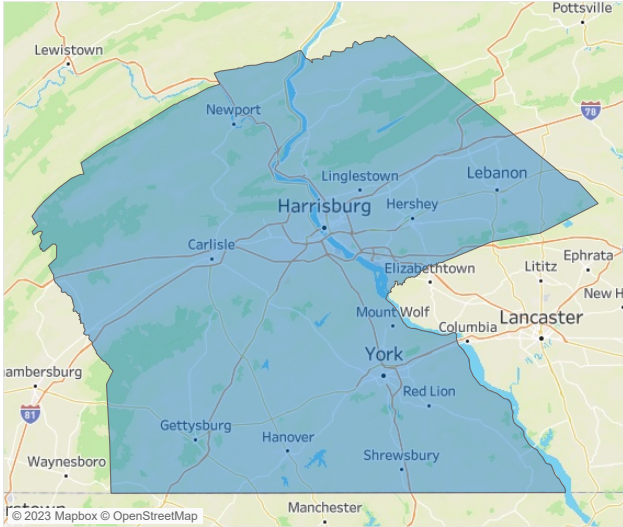 Pottsville
Lewistown
Newport
78
Linglestown
Lebanon
Harrisburg
Hershey
Carlisle
Ephrata
Elizabethtown
Lititz
New H
Mount Wolf
Lancaster
Columbia
York
ambersburg
Red Lion
81
Gettysburg
Hanover
Shrewsbury
Waynesboro
Manchester
© 2023 Mapbox © OpenStreetMap